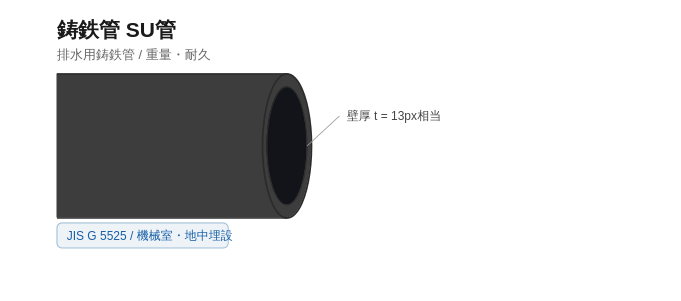 鋳鉄管 SU管
排水用鋳鉄管 / 重量・耐久
壁厚 t = 13px相当
JIS G 5525 / 機械室・地中埋設